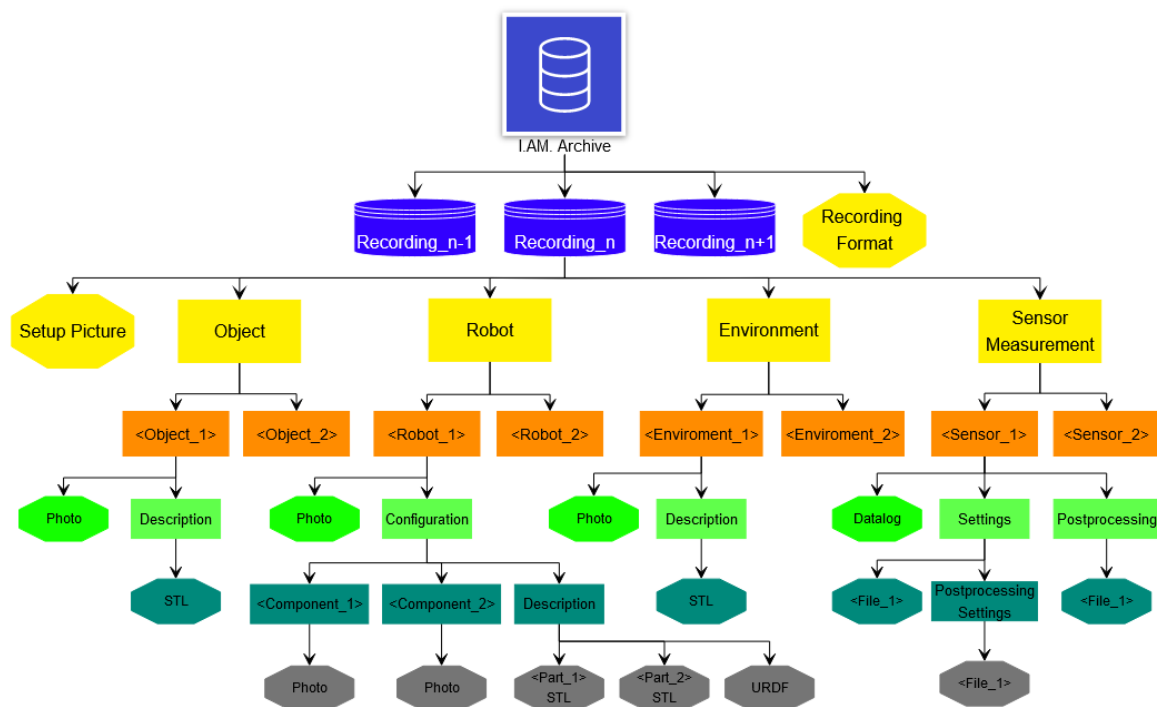 I.AM. Archive
Recording_n-1
Recording_n
Recording_n+1
Recording
Format
Setup Picture
Object
Robot
Environment
Sensor
Measurement
<Object_1>
<Object_2>
<Robot_1>
<Robot_2>
<Enviroment_1>
<Enviroment_2>
<Sensor_1>
<Sensor_2>
Photo
Description
Photo
Configuration
Photo
Description
Datalog
Settings
Postprocessing
STL
<Component_1>
<Component_2>
Description
STL
<File_1>
Postprocessing
Settings
<File_1>
Photo
Photo
<Part_1>
STL
<Part_2>
STL
URDF
<File_1>